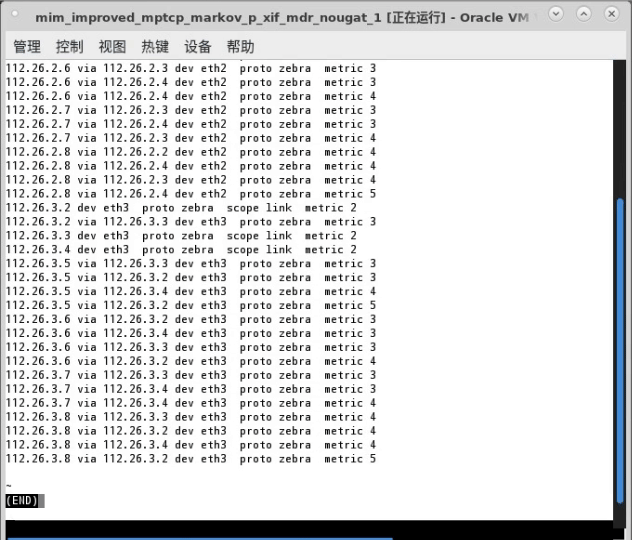 mim_improved_mptcp_markov_p_xif_mdr_nougat_1 [正在运行] - Oracle VM
管理 控制 视图 热键 设备 帮助
112.26.2.6 via 112.26.2.3 dev eth2  proto zebra  metric 3
112.26.2.6 via 112.26.2.4 dev eth2  proto zebra  metric 3
112.26.2.6 via 112.26.2.4 dev eth2  proto zebra  metric 4
112.26.2.7 via 112.26.2.3 dev eth2  proto zebra  metric 3
112.26.2.7 via 112.26.2.4 dev eth2  proto zebra  metric 3
112.26.2.7 via 112.26.2.3 dev eth2  proto zebra  metric 4
112.26.2.8 via 112.26.2.2 dev eth2  proto zebra  metric 4
112.26.2.8 via 112.26.2.4 dev eth2  proto zebra  metric 4
112.26.2.8 via 112.26.2.3 dev eth2  proto zebra  metric 4
112.26.2.8 via 112.26.2.4 dev eth2  proto zebra  metric 5
112.26.3.2 dev eth3  proto zebra  scope link  metric 2
112.26.3.2 via 112.26.3.3 dev eth3  proto zebra  metric 3
112.26.3.3 dev eth3  proto zebra  scope link  metric 2
112.26.3.4 dev eth3  proto zebra  scope link  metric 2
112.26.3.5 via 112.26.3.3 dev eth3  proto zebra  metric 3
112.26.3.5 via 112.26.3.2 dev eth3  proto zebra  metric 3
112.26.3.5 via 112.26.3.4 dev eth3  proto zebra  metric 4
112.26.3.5 via 112.26.3.2 dev eth3  proto zebra  metric 5
112.26.3.6 via 112.26.3.2 dev eth3  proto zebra  metric 3
112.26.3.6 via 112.26.3.4 dev eth3  proto zebra  metric 3
112.26.3.6 via 112.26.3.3 dev eth3  proto zebra  metric 3
112.26.3.6 via 112.26.3.2 dev eth3  proto zebra  metric 4
112.26.3.7 via 112.26.3.3 dev eth3  proto zebra  metric 3
112.26.3.7 via 112.26.3.4 dev eth3  proto zebra  metric 3
112.26.3.7 via 112.26.3.4 dev eth3  proto zebra  metric 4
112.26.3.8 via 112.26.3.3 dev eth3  proto zebra  metric 4
112.26.3.8 via 112.26.3.2 dev eth3  proto zebra  metric 4
112.26.3.8 via 112.26.3.4 dev eth3  proto zebra  metric 4
112.26.3.8 via 112.26.3.2 dev eth3  proto zebra  metric 5
~
(END)